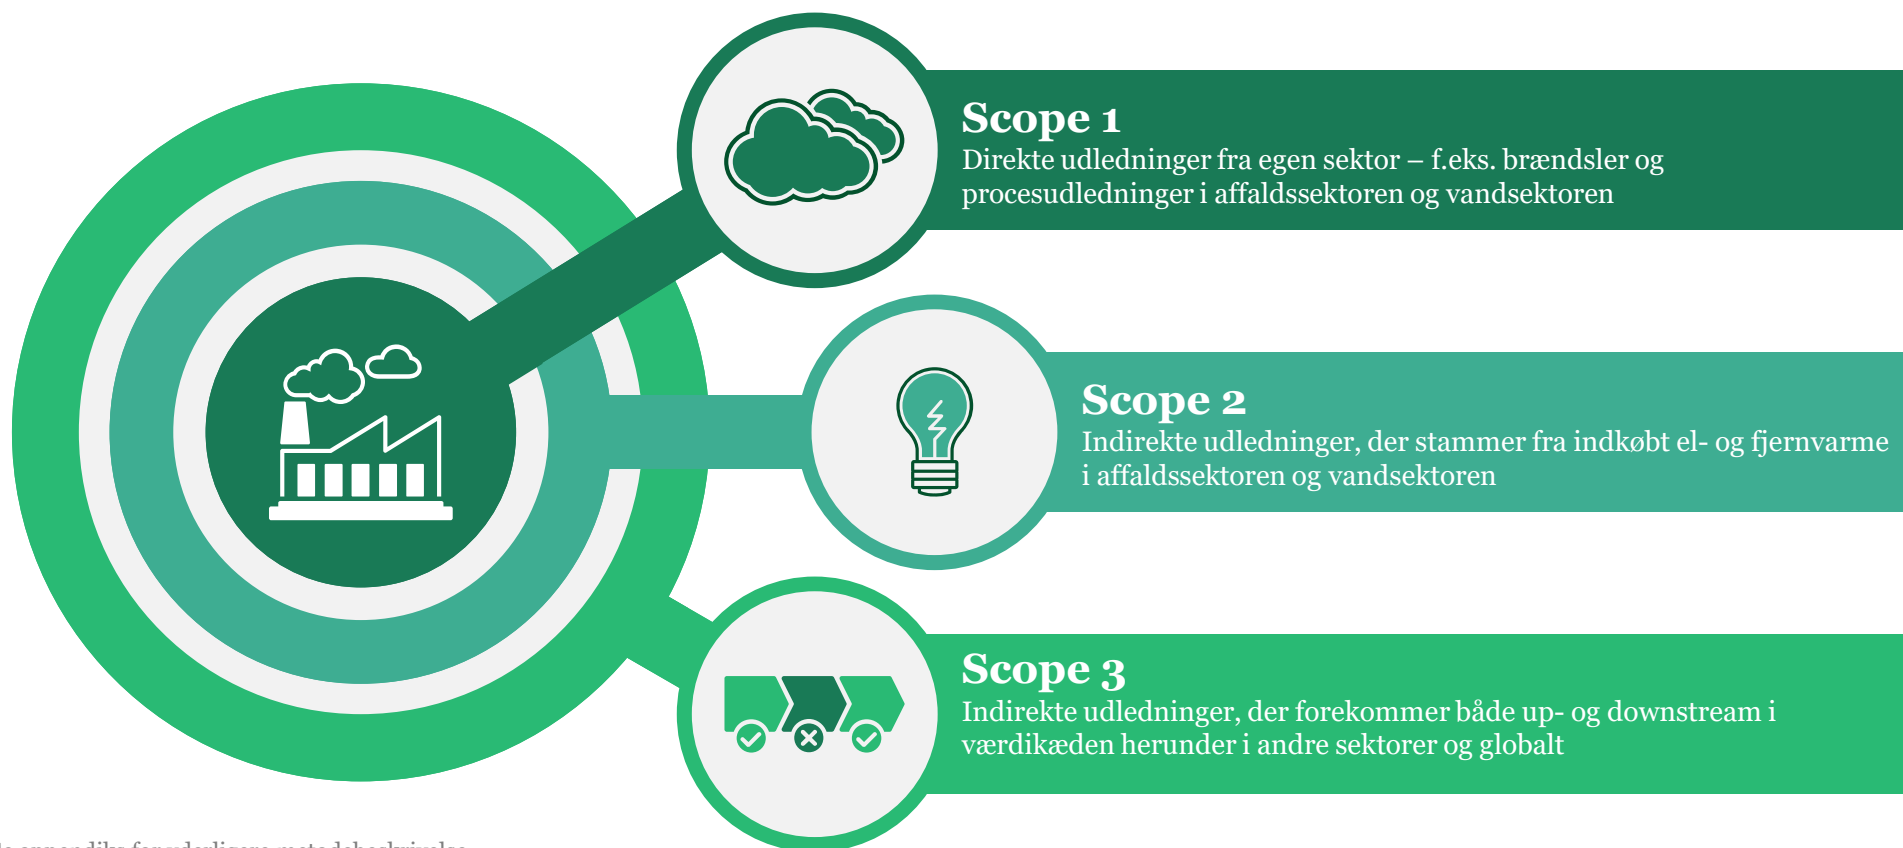 Scope 1
Direkte udledninger fra egen sektor – f.eks. brændsler og
procesudledninger i affaldssektoren og vandsektoren
Scope 2
Indirekte udledninger, der stammer fra indkøbt el- og fjernvarme
i affaldssektoren og vandsektoren
Scope 3
Indirekte udledninger, der forekommer både up- og downstream i
værdikæden herunder i andre sektorer og globalt